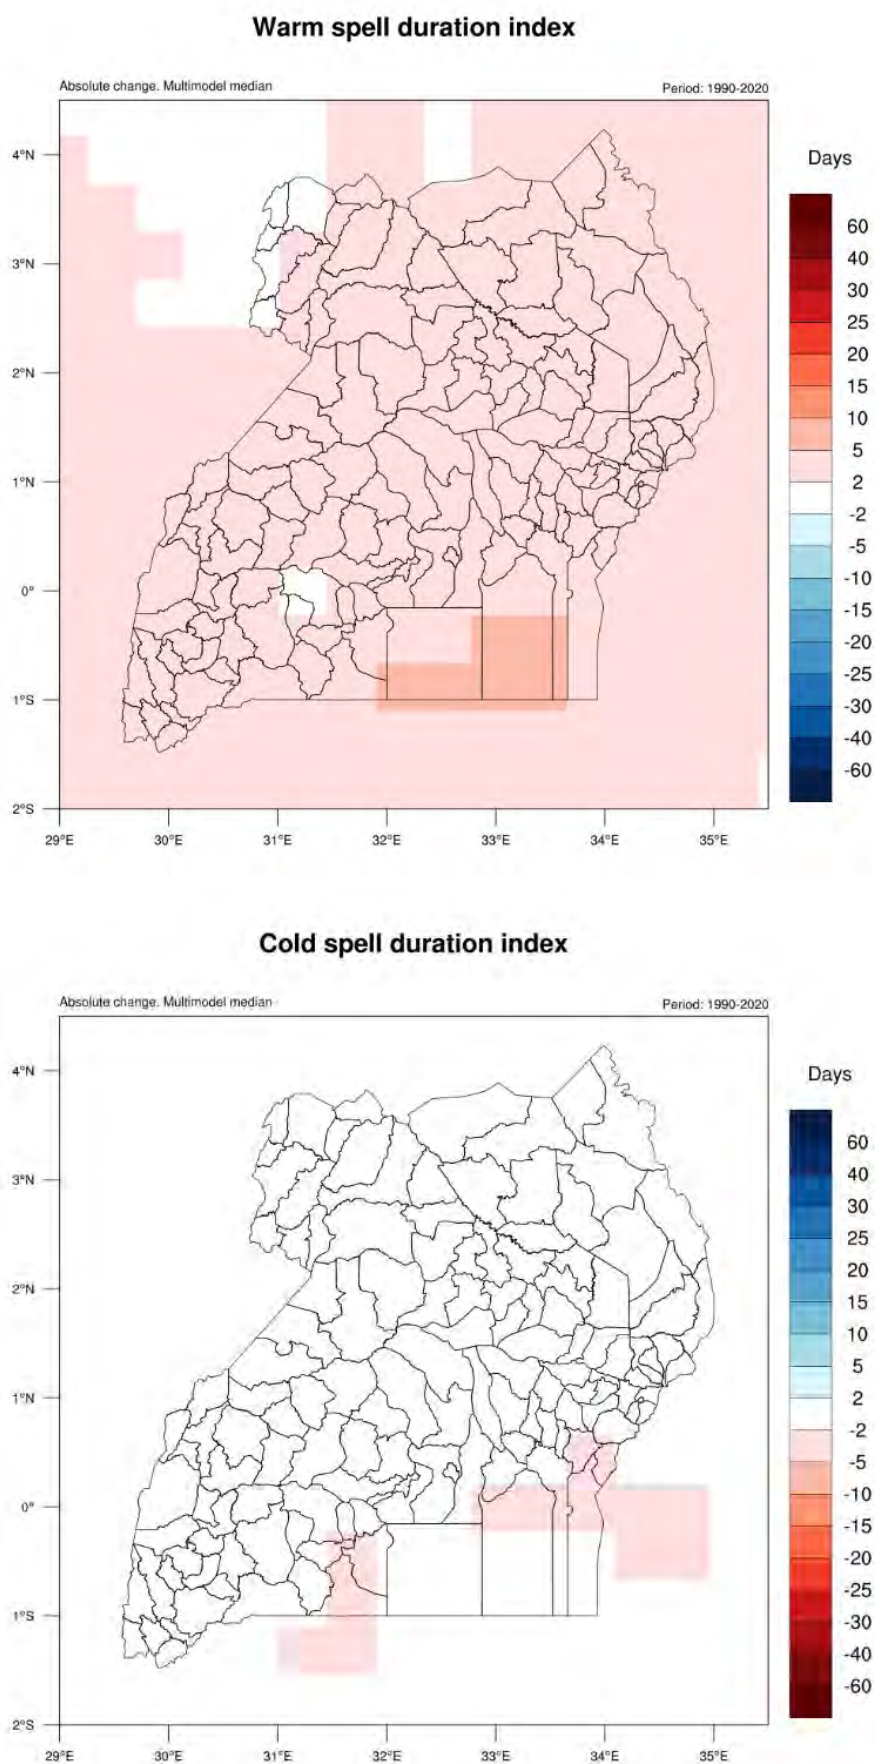 Warm spell duration index
Absolute change. Multimodel median Period: 1990-2020
Days
4°N
3°N
2°N
1°N
0°
1°S
2°S
29°E 30°E 31°E 32°E 33°E 34°E 35°E
60
40
30
25
20
15
10
5
2
-2
-5
-10
-15
-20
-25
-30
-40
-60
Cold spell duration index
Absolute change. Multimodel median Period: 1990-2020
Days
4°N
3°N
2°N
1°N
0°
1°S
2°S
29°E 30°E 31°E 32°E 33°E 34°E 35°E
60
40
30
25
20
15
10
5
2
-2
-5
-10
-15
-20
-25
-30
-40
-60